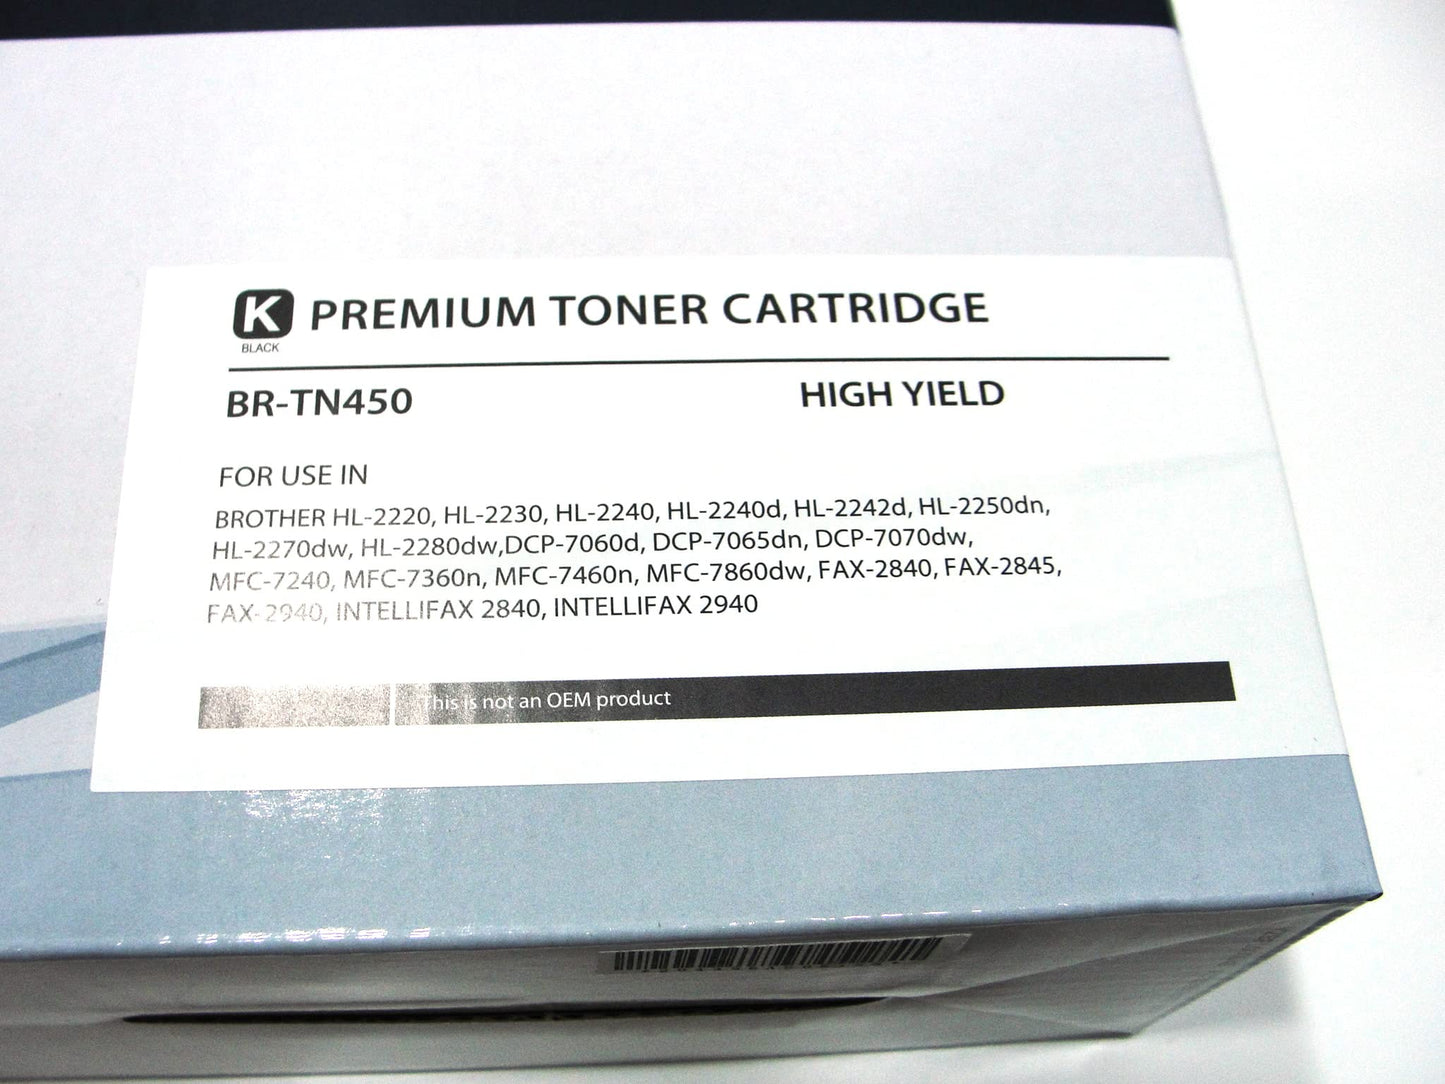 K PREMIUM TONER CARTRIDGE
BLACK
BR-TN450 HIGH YIELD
FOR USE IN
BROTHER HL-2220, HL-2230, HL-2240, HL-2240d, HL-2242d, HL-2250dn,
HL-2270dw, HL-2280dw,DCP-7060d, DCP-7065dn, DCP-7070dw,
MFC-7240, MFC-7360n, MFC-7460n, MFC-7860dw, FAX-2840, FAX-2845,
FAX-2940, INTELLIFAX 2840, INTELLIFAX 2940
This is not an OEM product